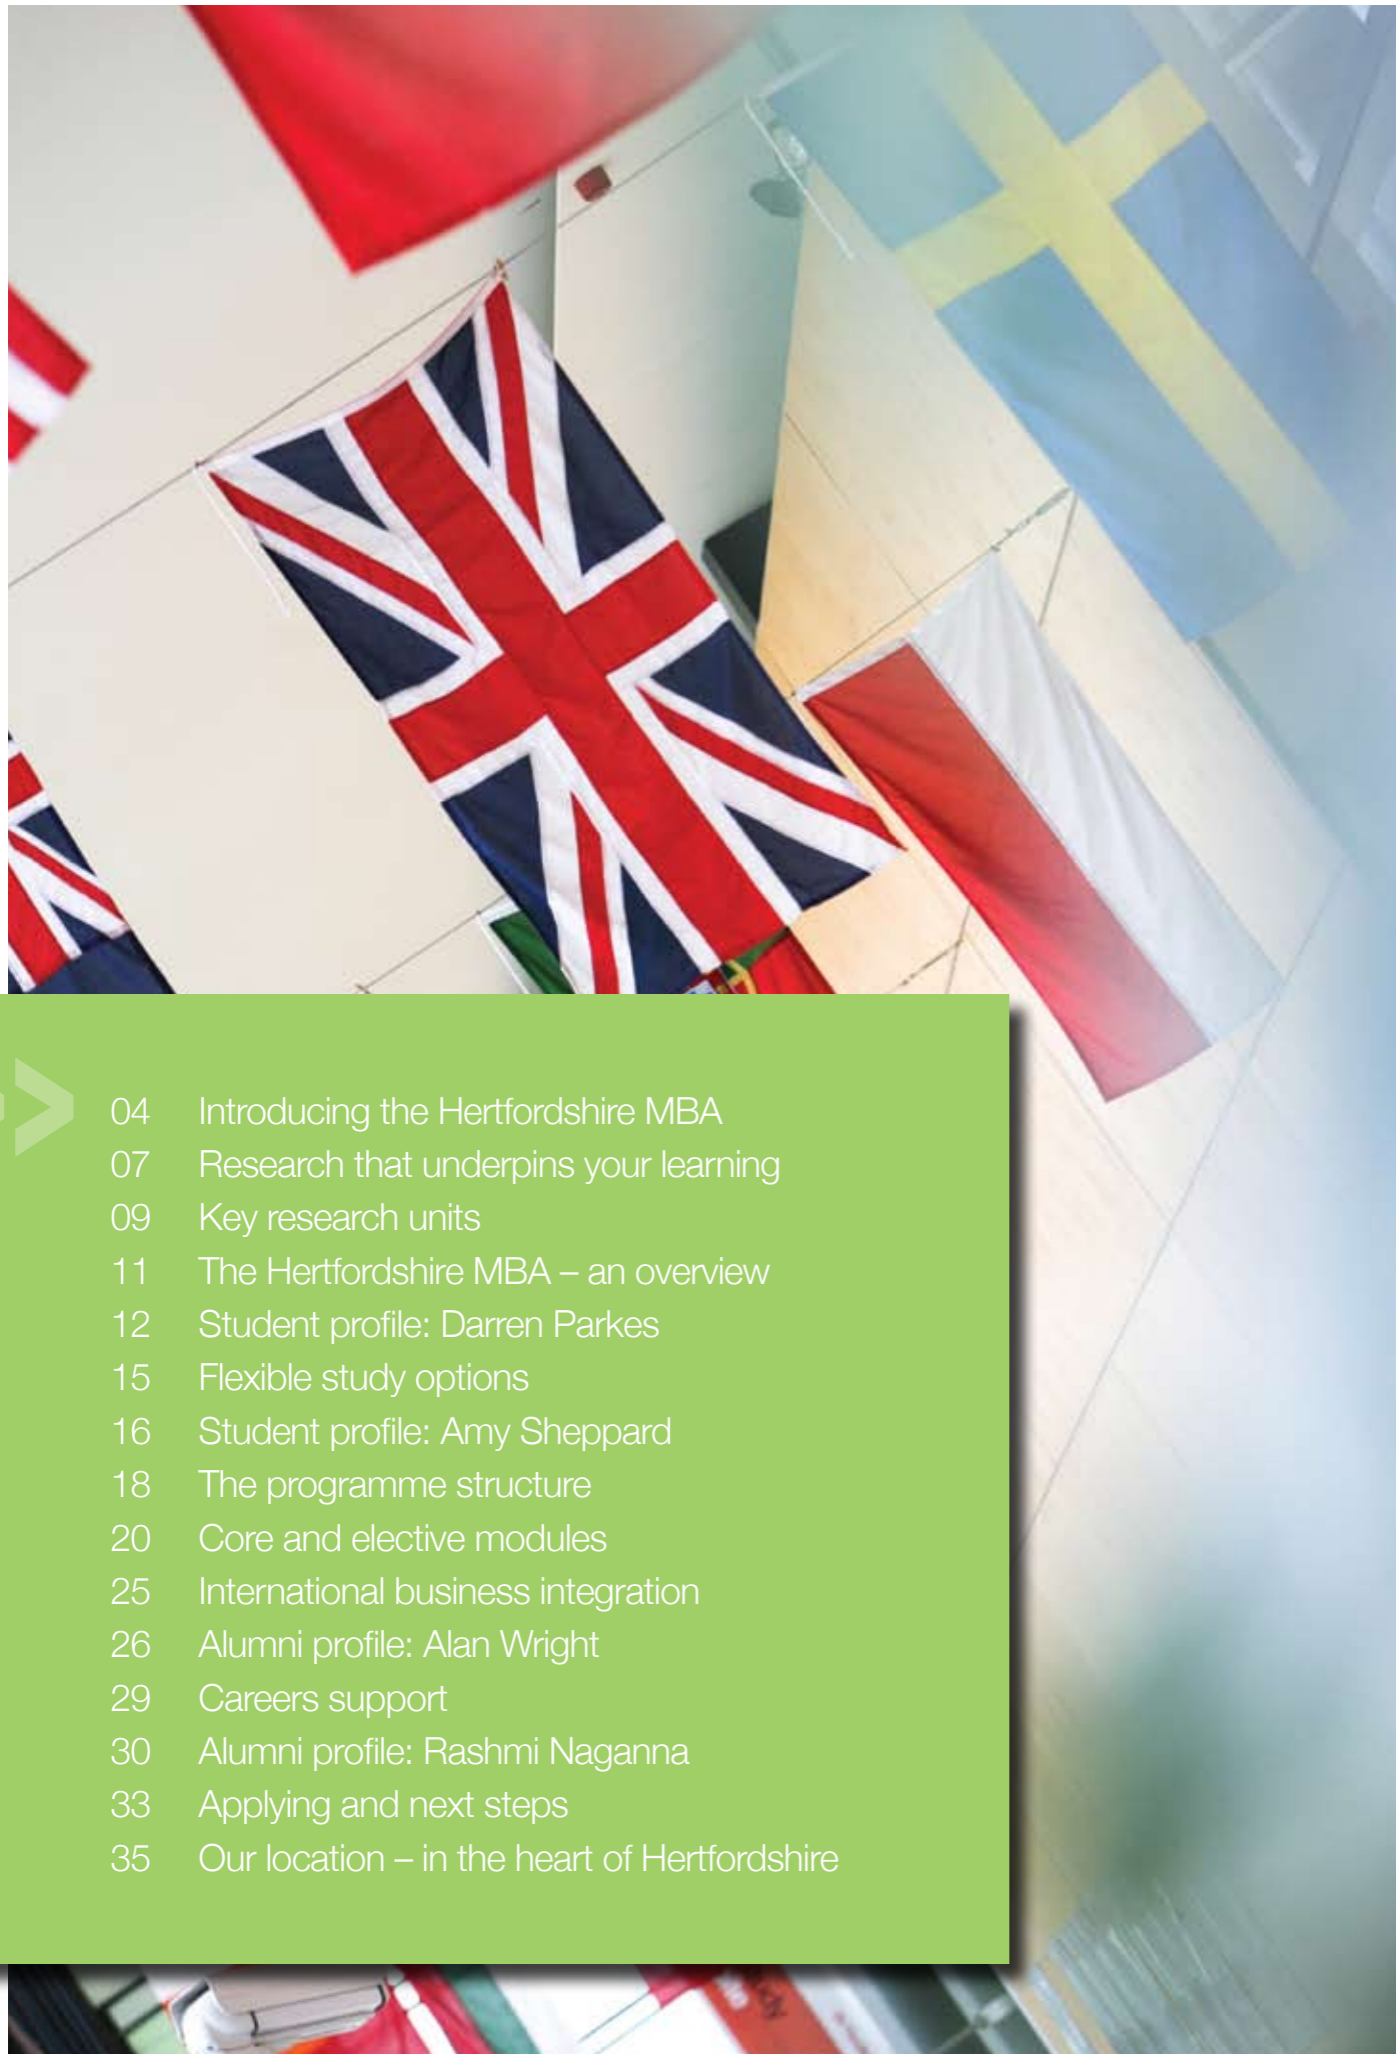 04 Introducing the Hertfordshire MBA
07 Research that underpins your learning
09 Key research units
11 The Hertfordshire MBA – an overview
12 Student profile: Darren Parkes
15 Flexible study options
16 Student profile: Amy Sheppard
18 The programme structure
20 Core and elective modules
25 International business integration
26 Alumni profile: Alan Wright
29 Careers support
30 Alumni profile: Rashmi Naganna
33 Applying and next steps
35 Our location – in the heart of Hertfordshire